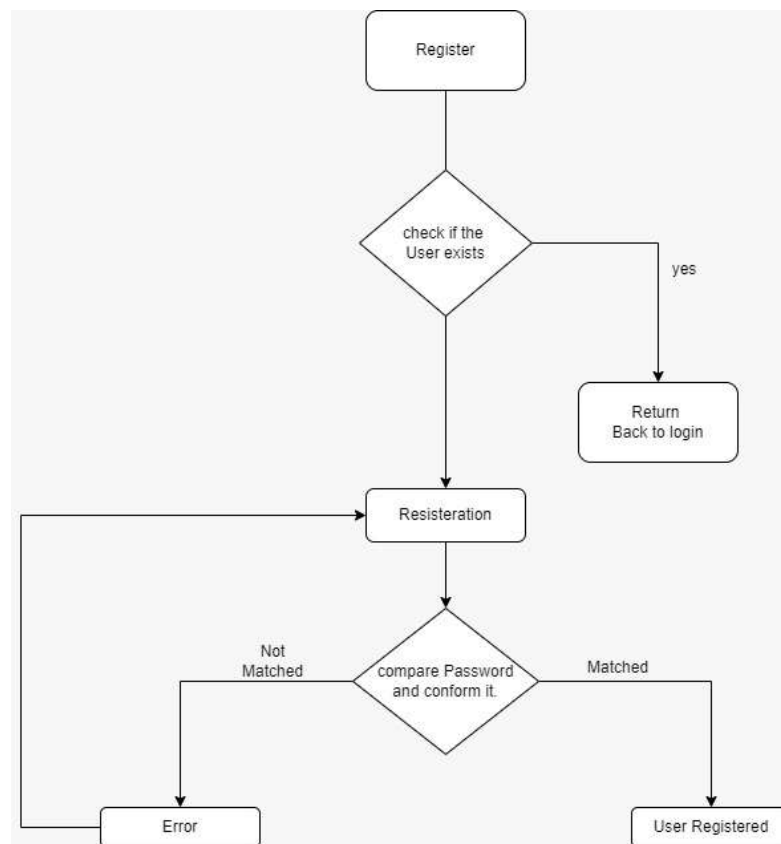 Register
check if the
User exists
yes
Return
Back to login
Resisteration
Not
Matched
compare Password
and conform it.
Matched
Error
User Registered